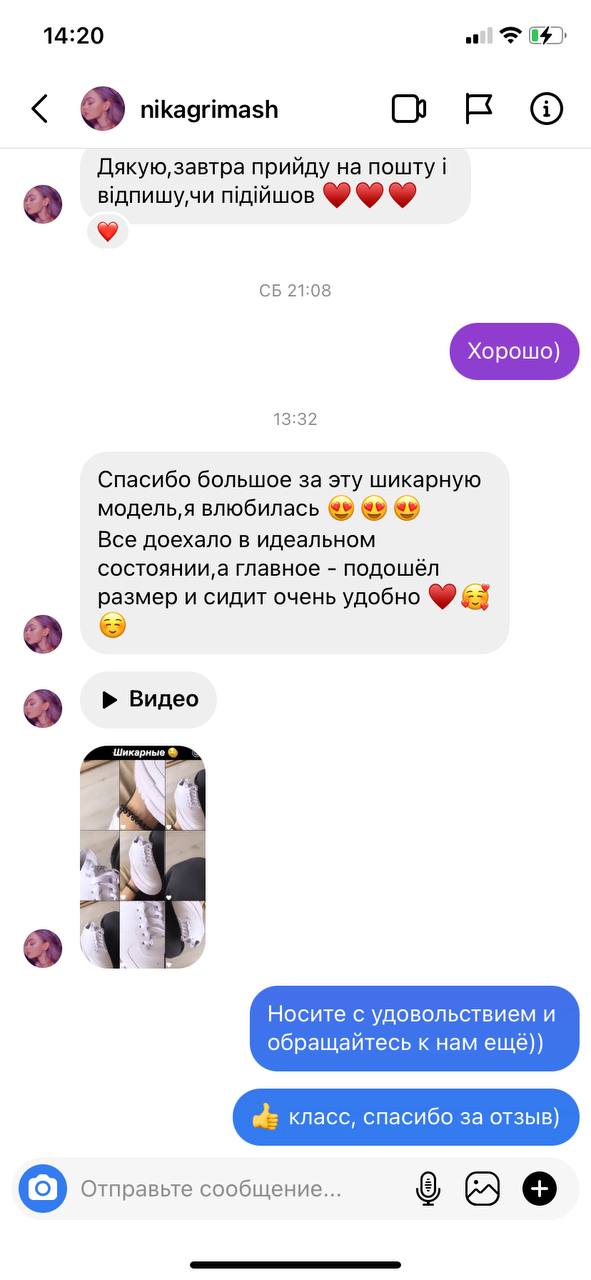 14:20
nikagrimash
Дякую,завтра прийду на пошту і
відпишу,чи підійшов ♥️♥️♥️
❤️
СБ 21:08
Хорошо)
13:32
Спасибо большое за эту шикарную
модель,я влюбилась 😍😍😍
Все доехало в идеальном
состоянии,а главное - подошёл
размер и сидит очень удобно ♥️🥰
☺️
Видео
Шикарные
Носите с удовольствием и
обращайтесь к нам ещё))
👍 класс, спасибо за отзыв)
Отправьте сообщение...